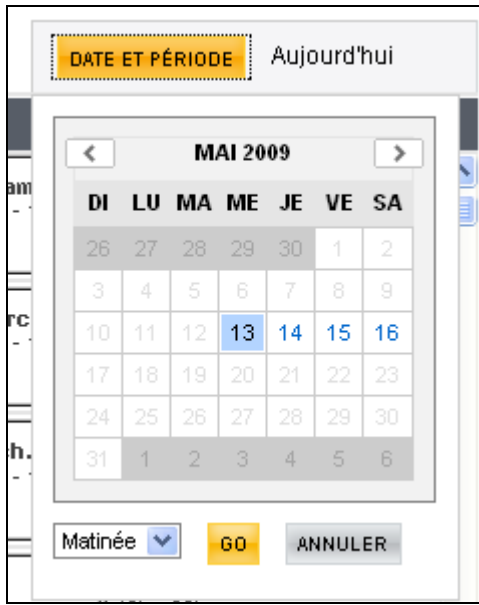 DATE ET PÉRIODE Aujourd'hui
< MAI 2009 >
am
DI LU MA ME JE VE SA
26 27 28 29 30 1 2
3 4 5 6 7 8 9
rc
10 11 12 13 14 15 16
17 18 19 20 21 22 23
24 25 26 27 28 29 30
h.
31 1 2 3 4 5 6
Matinée GO ANNULER